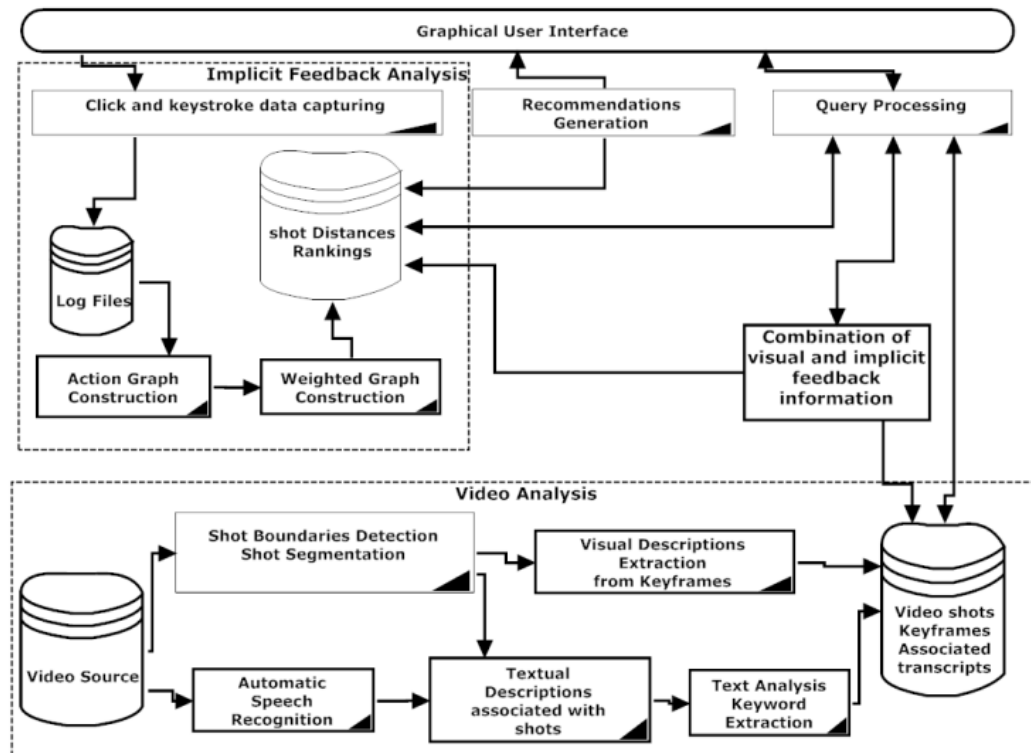 Graphical User Interface
Implicit Feedback Analysis
Click and keystroke data capturing
Recommendations
Generation
Query Processing
shot Distances
Rankings
Log Files
Action Graph
Construction
Weighted Graph
Construction
Combination of
visual and implicit
feedback
information
Video Analysis
Shot Boundaries Detection
Shot Segmentation
Visual Descriptions
Extraction
from Keyframes
Video shots
Keyframes
Associated
transcripts
Video Source
Automatic
Speech
Recognition
Textual
Descriptions
associated with
shots
Text Analysis
Keyword
Extraction